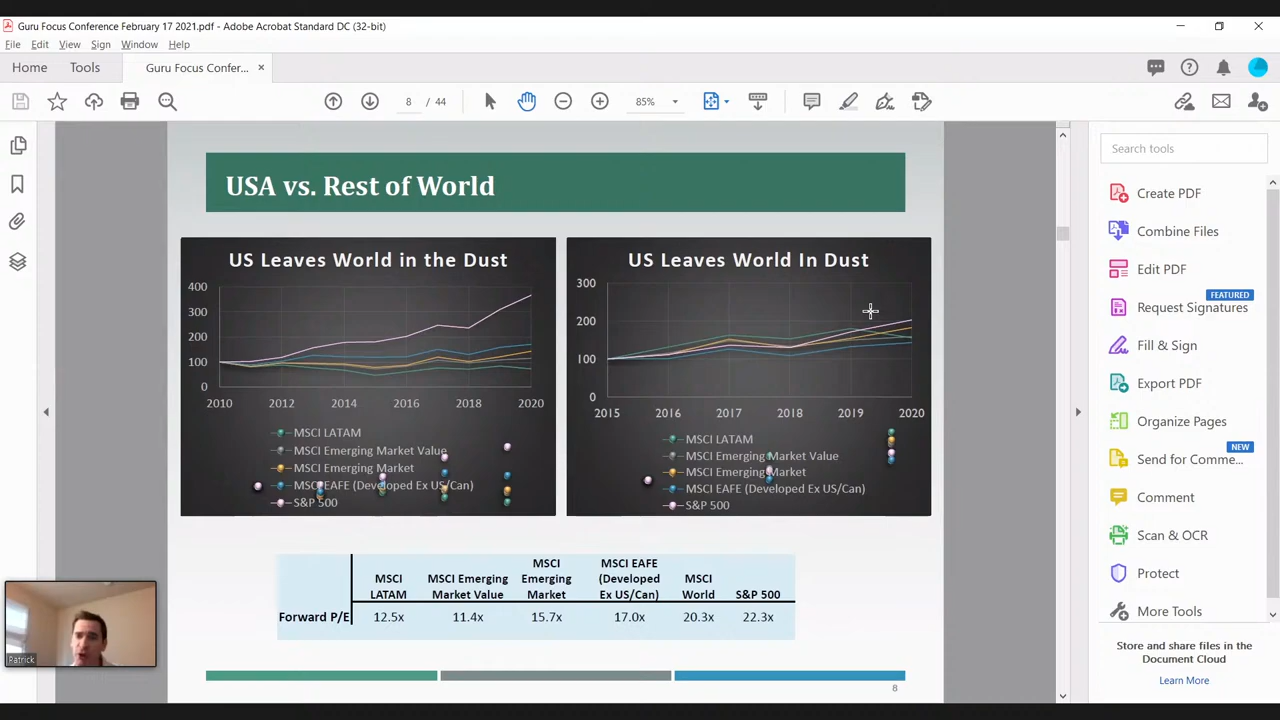 Guru Focus Conference February 17 2021.pdf - Adobe Acrobat Standard DC (32-bit)
File Edit View Sign Window Help
Home Tools Guru Focus Confer... ×
8 / 44 85%
Search tools
Create PDF
Combine Files
Edit PDF
FEATURED
Request Signatures
Fill & Sign
Export PDF
Organize Pages
NEW
Send for Comme...
Comment
Scan & OCR
Protect
More Tools
Store and share files in the
Document Cloud
Learn More
USA vs. Rest of World
US Leaves World in the Dust
400
300
200
100
0
2010 2012 2014 2016 2018 2020
MSCI LATAM
MSCI Emerging Market Value
MSCI Emerging Market
MSCI EAFE (Developed Ex US/Can)
S&P 500
US Leaves World In Dust
300
200
100
0
2015 2016 2017 2018 2019 2020
MSCI LATAM
MSCI Emerging Market Value
MSCI Emerging Market
MSCI EAFE (Developed Ex US/Can)
S&P 500
MSCI LATAM MSCI Emerging Market Value MSCI Emerging Market MSCI EAFE (Developed Ex US/Can) MSCI World S&P 500
Forward P/E 12.5x 11.4x 15.7x 17.0x 20.3x 22.3x
8
Patrick